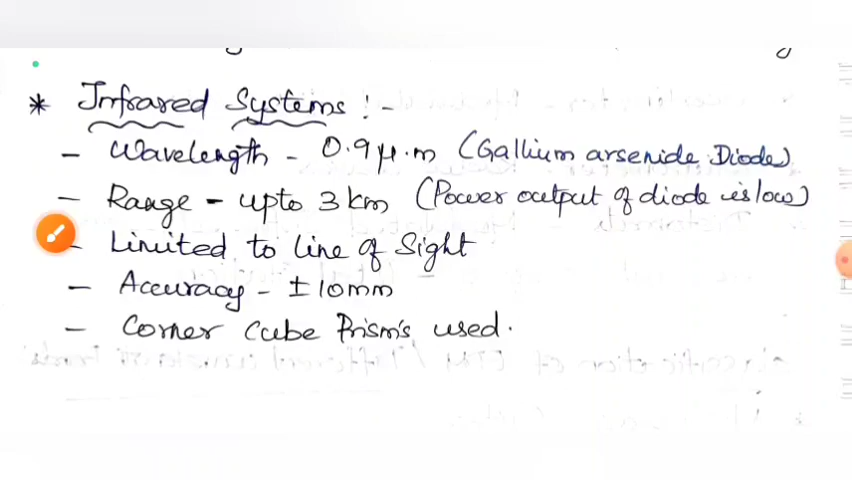 * Infrared Systems :-
- Wavelength - 0.9 μ.m (Gallium arsenide Diode)
- Range - upto 3 km (Power output of diode is low)
- Limited to line of Sight
- Accuracy - ±10mm
- Corner Cube Prism's used.